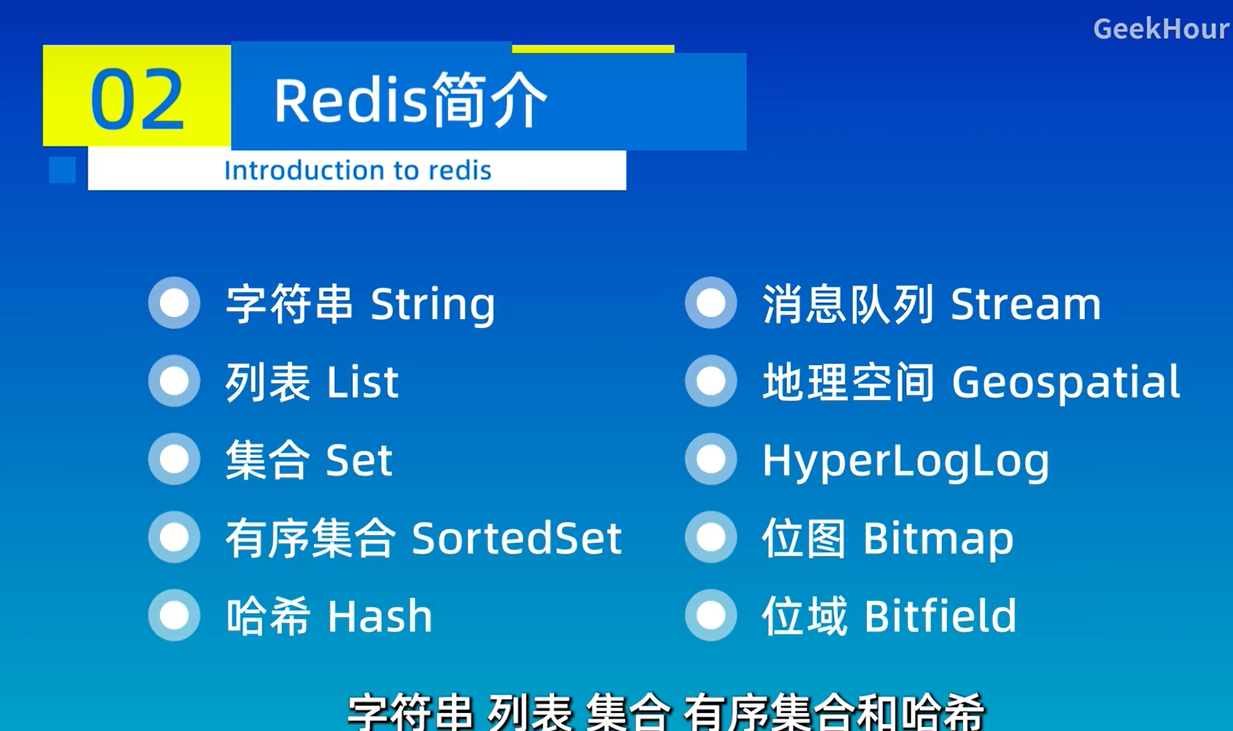 GeekHour
02
Redis简介
Introduction to redis
字符串 String
列表 List
集合 Set
有序集合 SortedSet
哈希 Hash
消息队列 Stream
地理空间 Geospatial
HyperLogLog
位图 Bitmap
位域 Bitfield
字符串 列表 集合 有序集合和哈希